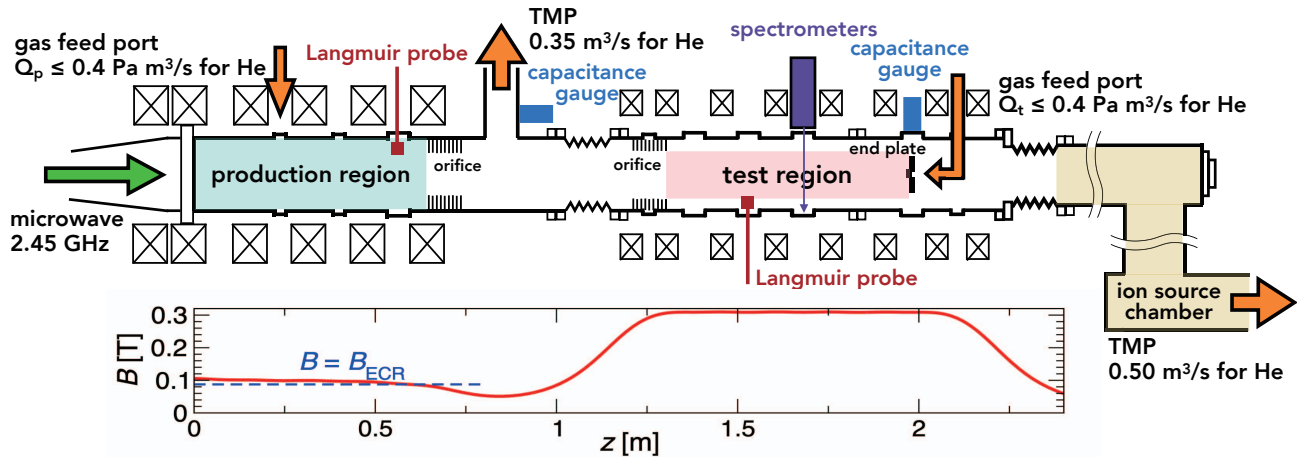 gas feed port
Qp ≤ 0.4 Pa m³/s for He
Langmuir probe
TMP
0.35 m³/s for He
capacitance
gauge
spectrometers
capacitance
gauge
gas feed port
Qt ≤ 0.4 Pa m³/s for He
microwave
2.45 GHz
production region
orifice
orifice
test region
end plate
Langmuir probe
ion source
chamber
TMP
0.50 m³/s for He
B [T]
0.3
0.2
0.1
0
B = B_ECR
0
0.5
1
1.5
2
z [m]